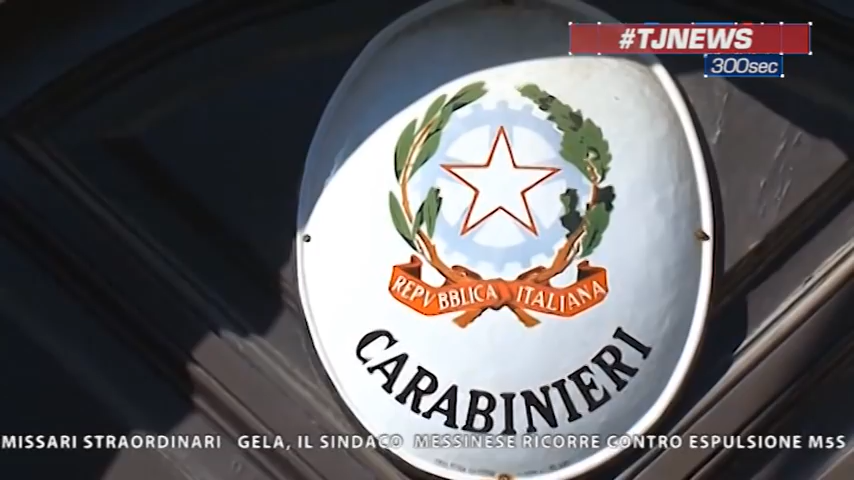 #TJNEWS
300sec
REPVBBLICA ITALIANA
CARABINIERI
MISSARI STRAORDINARI GELA, IL SINDACO MESSINESE RICORRE CONTRO ESPULSIONE M5S